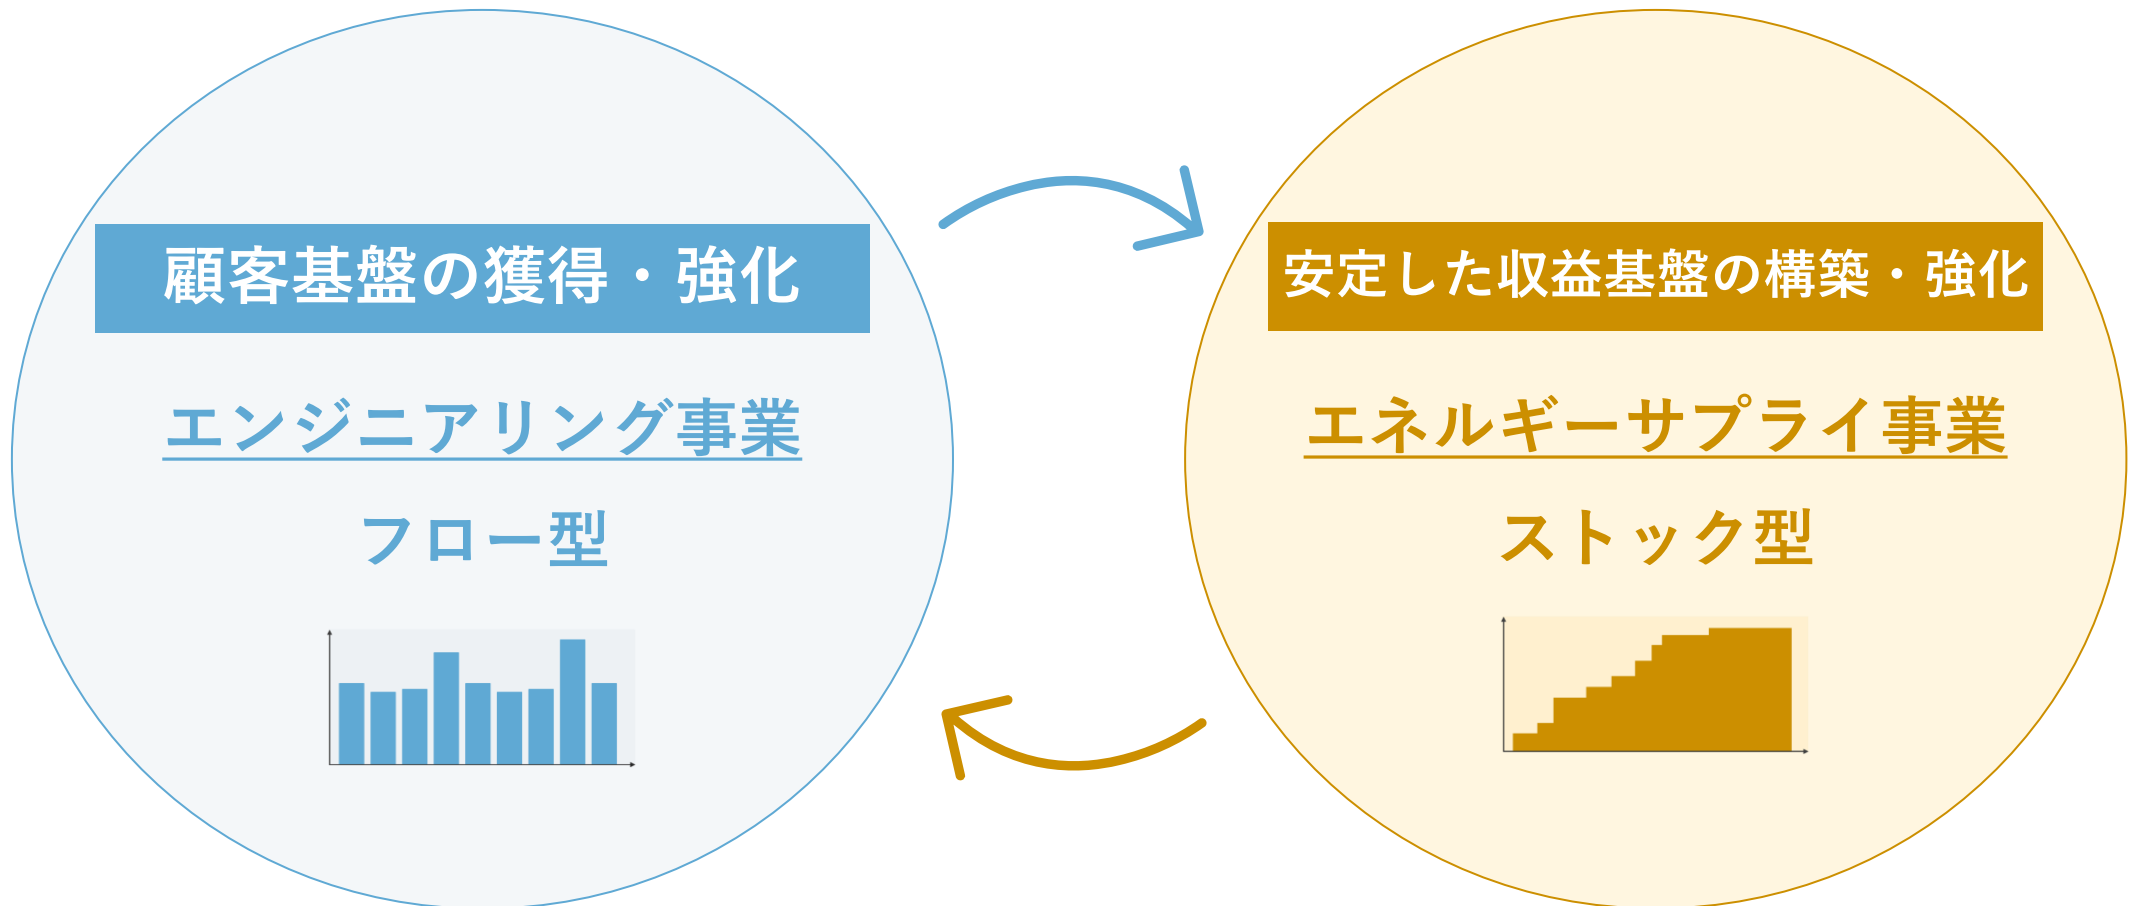 顧客基盤の獲得・強化
エンジニアリング事業
フロー型
安定した収益基盤の構築・強化
エネルギーサプライ事業
ストック型